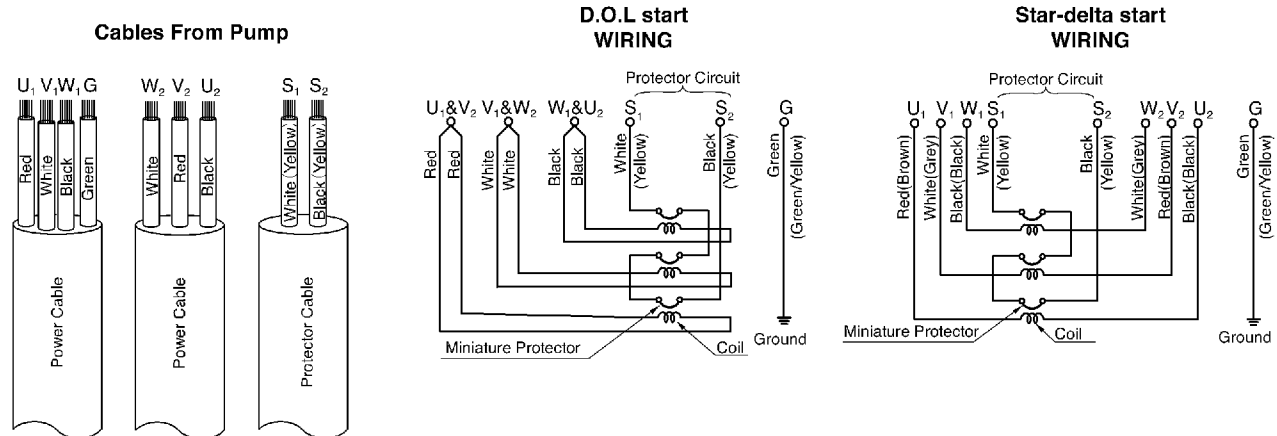 Cables From Pump
U₁ V₁ W₁ G
W₂ V₂ U₂
S₁ S₂
Red
White
Black
Green
White
Red
Black
White (Yellow)
Black (Yellow)
Power Cable
Power Cable
Protector Cable
D.O.L start
WIRING
Protector Circuit
U₁&V₂ V₁&W₂ W₁&U₂ S₁ S₂ G
Red
Red
White
White
Black
Black
White
(Yellow)
Black
(Yellow)
Green
(Green/Yellow)
Miniature Protector
Coil
Ground
Star-delta start
WIRING
Protector Circuit
U₁ V₁ W₁ S₁ S₂ W₂ V₂ U₂ G
Red(Brown)
White(Grey)
Black(Black)
White
(Yellow)
Black
(Yellow)
White(Grey)
Red(Brown)
Black(Black)
Green
(Green/Yellow)
Miniature Protector
Coil
Ground